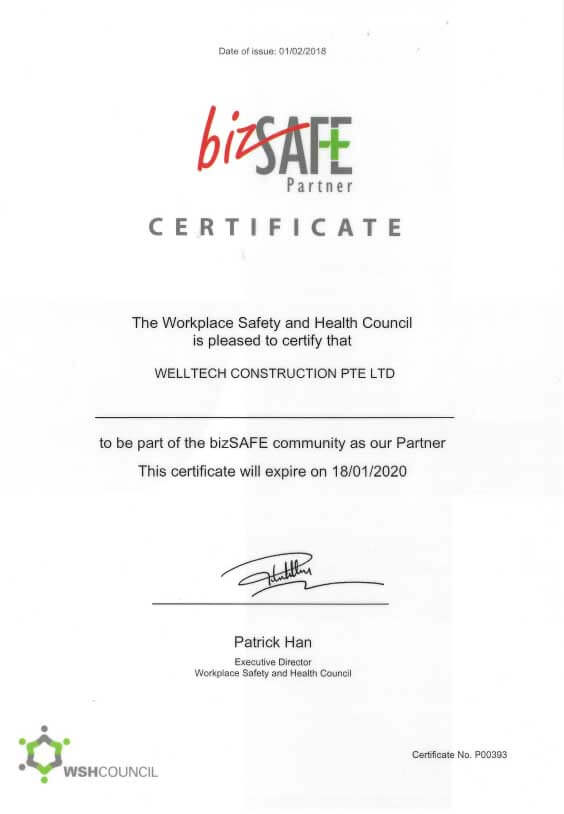 Date of issue: 01/02/2018
bizSAFE
Partner
CERTIFICATE
The Workplace Safety and Health Council
is pleased to certify that
WELLTECH CONSTRUCTION PTE LTD
to be part of the bizSAFE community as our Partner
This certificate will expire on 18/01/2020
Patrick Han
Executive Director
Workplace Safety and Health Council
WSHCOUNCIL
Certificate No. P00393